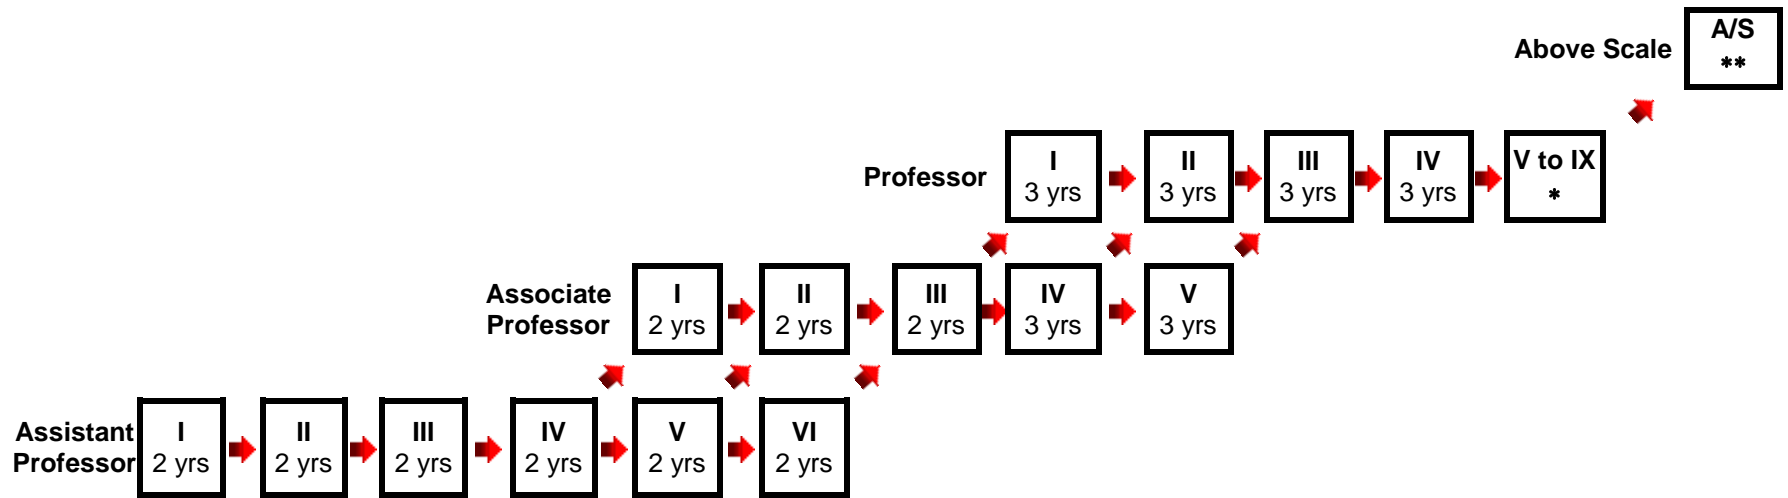 Above Scale
A/S
**
Professor
I
3 yrs
II
3 yrs
III
3 yrs
IV
3 yrs
V to IX
*
Associate
Professor
I
2 yrs
II
2 yrs
III
2 yrs
IV
3 yrs
V
3 yrs
Assistant
Professor
I
2 yrs
II
2 yrs
III
2 yrs
IV
2 yrs
V
2 yrs
VI
2 yrs